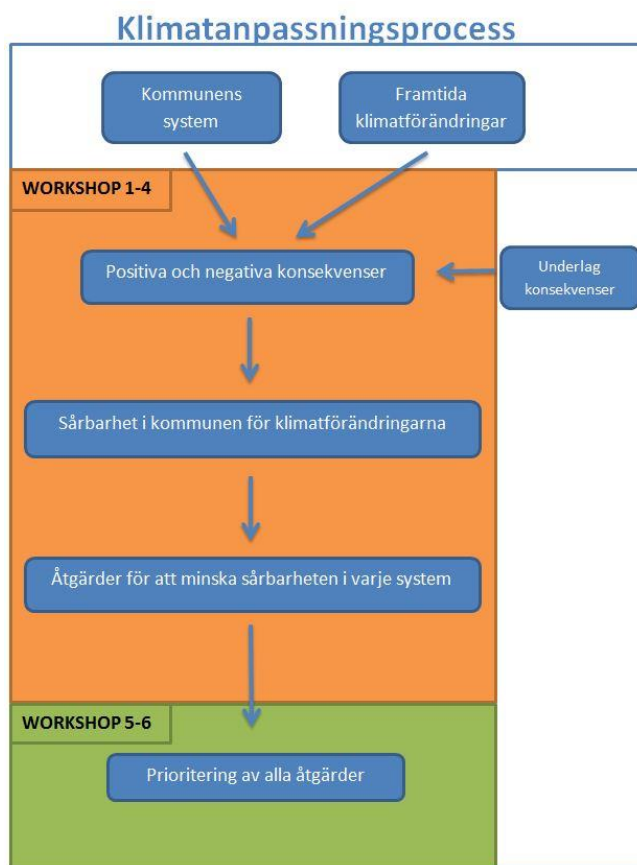 Klimatanpassningsprocess
Kommunens
system
Framtida
klimatförändringar
WORKSHOP 1-4
Positiva och negativa konsekvenser
Underlag
konsekvenser
Sårbarhet i kommunen för klimatförändringarna
Åtgärder för att minska sårbarheten i varje system
WORKSHOP 5-6
Prioritering av alla åtgärder